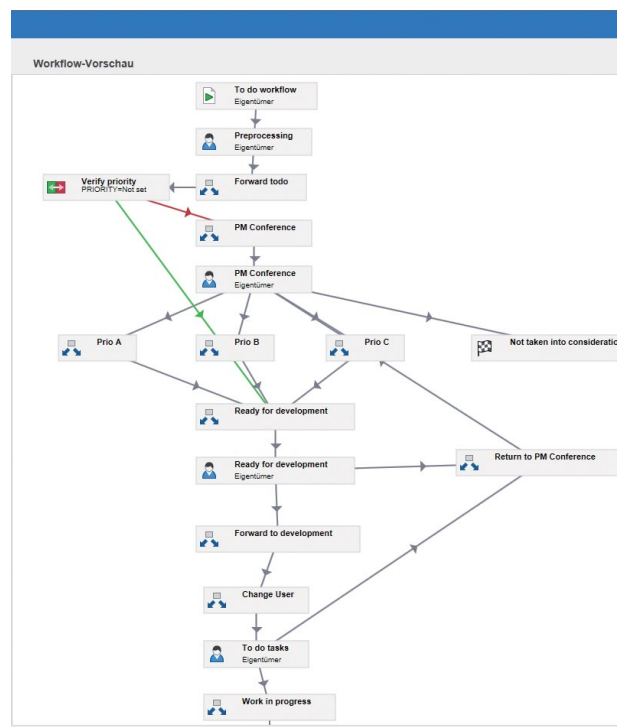 Workflow-Vorschau
To do workflow
Eigentümer
Preprocessing
Eigentümer
Verify priority
PRIORITY=Not set
Forward todo
PM Conference
PM Conference
Eigentümer
Prio A
Prio B
Prio C
Not taken into consideratio
Ready for development
Ready for development
Eigentümer
Return to PM Conference
Forward to development
Change User
To do tasks
Eigentümer
Work in progress